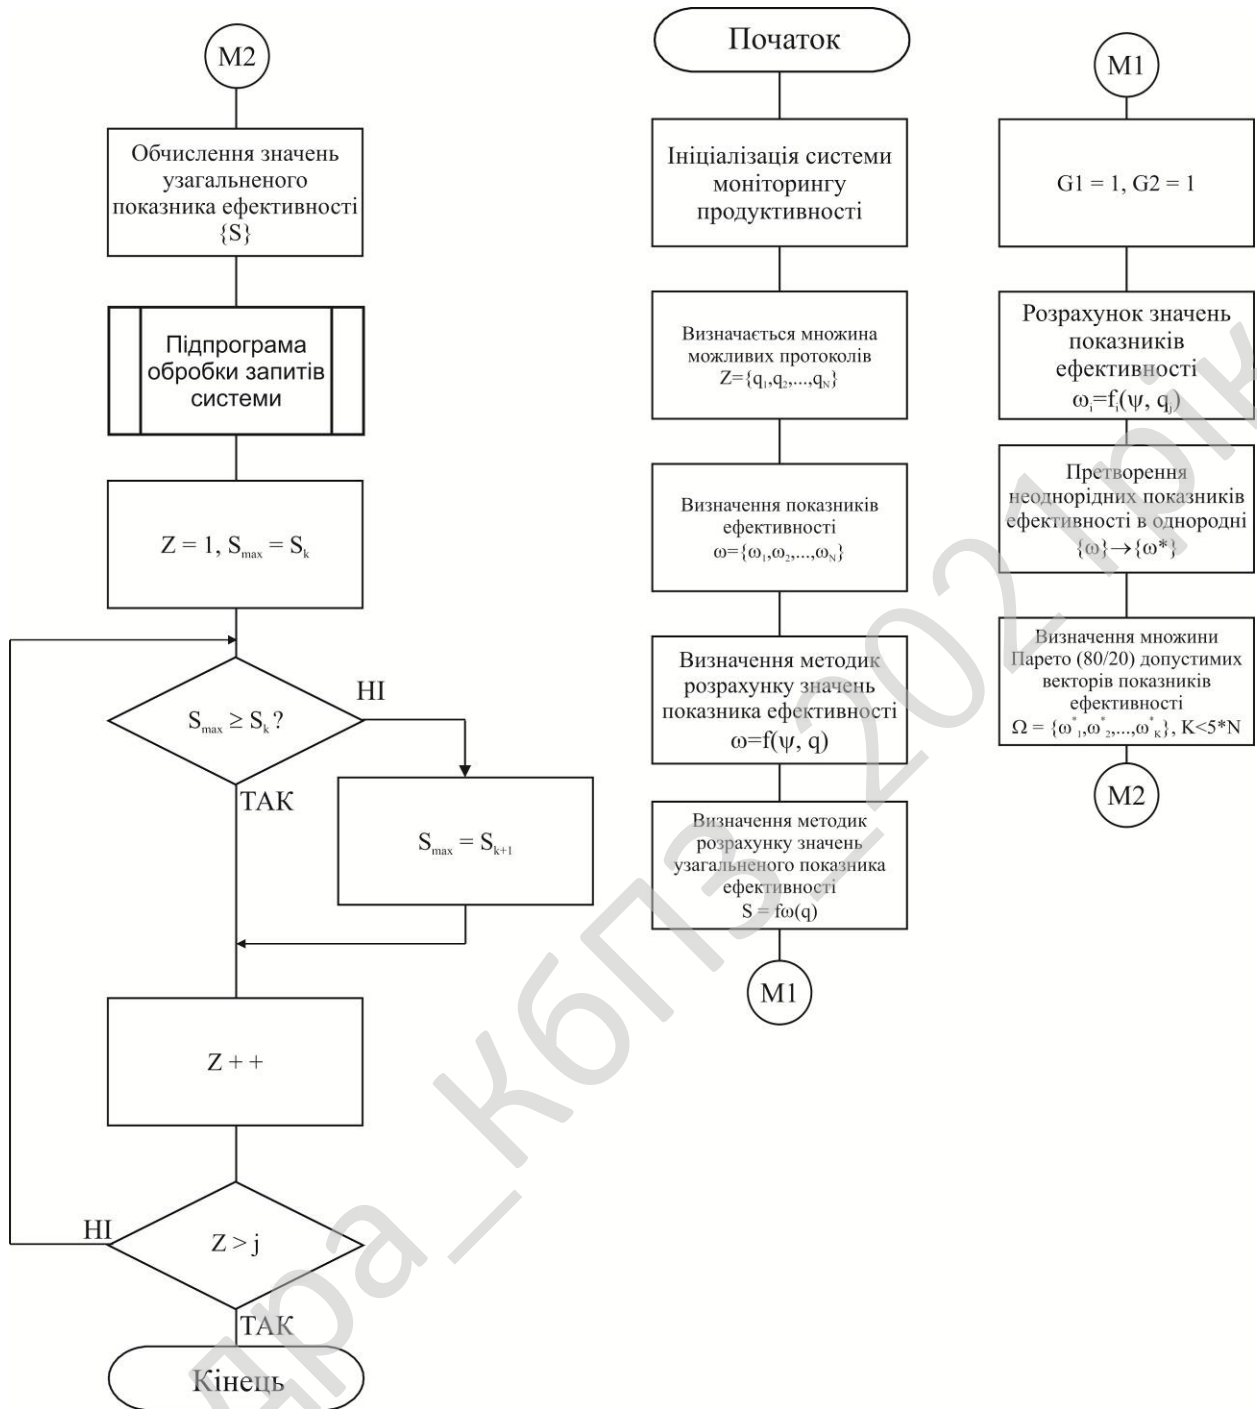 M2
Обчислення значень
узагальненого
показника ефективності
{S}
Підпрограма
обробки запитів
системи
Z = 1, Smax = Sk
Smax ≥ Sk ?
НІ
ТАК
Smax = Sk+1
Z + +
Z > j
НІ
ТАК
Кінець
Початок
Ініціалізація системи
моніторингу
продуктивності
Визначається множина
можливих протоколів
Z={q1,q2,...,qN}
Визначення показників
ефективності
ω={ω1,ω2,...,ωN}
Визначення методик
розрахунку значень
показника ефективності
ω=f(ψ, q)
Визначення методик
розрахунку значень
узагальненого показника
ефективності
S = fω(q)
M1
M1
G1 = 1, G2 = 1
Розрахунок значень
показників
ефективності
ωi=fi(ψ, qj)
Претворення
неоднорідних показників
ефективності в однородні
{ω}→{ω*}
Визначення множини
Парето (80/20) допустимих
векторів показників
ефективності
Ω = {ω*1,ω*2,...,ω*K}, K<5*N
M2
дра_КбПЗ_2021рік